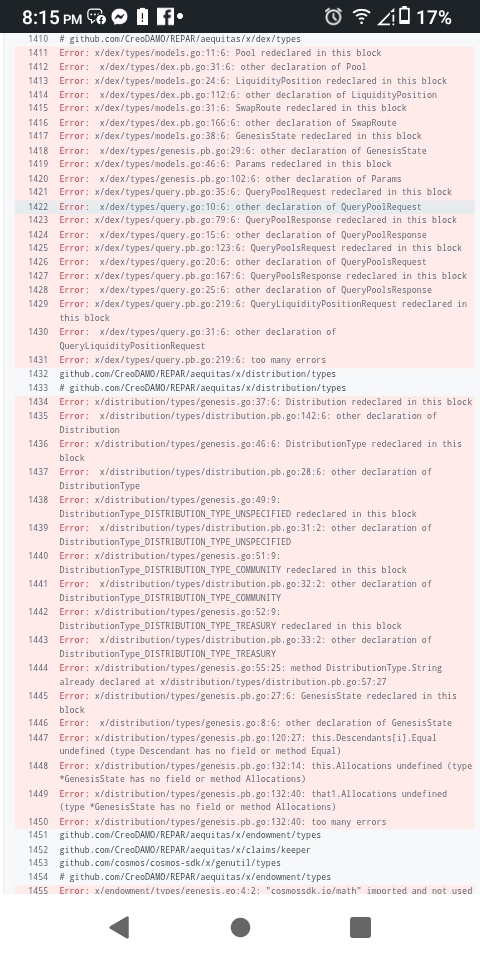 8:15 PM 17%
1410 # github.com/CreoDAMO/REPAR/aequitas/x/dex/types
1411 Error: x/dex/types/models.go:11:6: Pool redeclared in this block
1412 Error:  x/dex/types/dex.pb.go:31:6: other declaration of Pool
1413 Error: x/dex/types/models.go:24:6: LiquidityPosition redeclared in this block
1414 Error:  x/dex/types/dex.pb.go:112:6: other declaration of LiquidityPosition
1415 Error: x/dex/types/models.go:31:6: SwapRoute redeclared in this block
1416 Error:  x/dex/types/dex.pb.go:166:6: other declaration of SwapRoute
1417 Error: x/dex/types/models.go:38:6: GenesisState redeclared in this block
1418 Error:  x/dex/types/genesis.pb.go:29:6: other declaration of GenesisState
1419 Error: x/dex/types/models.go:46:6: Params redeclared in this block
1420 Error:  x/dex/types/genesis.pb.go:102:6: other declaration of Params
1421 Error: x/dex/types/query.pb.go:35:6: QueryPoolRequest redeclared in this block
1422 Error:  x/dex/types/query.go:10:6: other declaration of QueryPoolRequest
1423 Error: x/dex/types/query.pb.go:79:6: QueryPoolResponse redeclared in this block
1424 Error:  x/dex/types/query.go:15:6: other declaration of QueryPoolResponse
1425 Error: x/dex/types/query.pb.go:123:6: QueryPoolsRequest redeclared in this block
1426 Error:  x/dex/types/query.go:20:6: other declaration of QueryPoolsRequest
1427 Error: x/dex/types/query.pb.go:167:6: QueryPoolsResponse redeclared in this block
1428 Error:  x/dex/types/query.go:25:6: other declaration of QueryPoolsResponse
1429 Error: x/dex/types/query.pb.go:219:6: QueryLiquidityPositionRequest redeclared in
this block
1430 Error:  x/dex/types/query.go:31:6: other declaration of
QueryLiquidityPositionRequest
1431 Error: x/dex/types/query.pb.go:219:6: too many errors
1432 github.com/CreoDAMO/REPAR/aequitas/x/distribution/types
1433 # github.com/CreoDAMO/REPAR/aequitas/x/distribution/types
1434 Error: x/distribution/types/genesis.go:37:6: Distribution redeclared in this block
1435 Error:  x/distribution/types/distribution.pb.go:142:6: other declaration of
Distribution
1436 Error: x/distribution/types/genesis.go:46:6: DistributionType redeclared in this
block
1437 Error:  x/distribution/types/distribution.pb.go:28:6: other declaration of
DistributionType
1438 Error: x/distribution/types/genesis.go:49:9:
DistributionType_DISTRIBUTION_TYPE_UNSPECIFIED redeclared in this block
1439 Error:  x/distribution/types/distribution.pb.go:31:2: other declaration of
DistributionType_DISTRIBUTION_TYPE_UNSPECIFIED
1440 Error: x/distribution/types/genesis.go:51:9:
DistributionType_DISTRIBUTION_TYPE_COMMUNITY redeclared in this block
1441 Error:  x/distribution/types/distribution.pb.go:32:2: other declaration of
DistributionType_DISTRIBUTION_TYPE_COMMUNITY
1442 Error: x/distribution/types/genesis.go:52:9:
DistributionType_DISTRIBUTION_TYPE_TREASURY redeclared in this block
1443 Error:  x/distribution/types/distribution.pb.go:33:2: other declaration of
DistributionType_DISTRIBUTION_TYPE_TREASURY
1444 Error: x/distribution/types/genesis.go:55:25: method DistributionType.String
already declared at x/distribution/types/distribution.pb.go:57:27
1445 Error: x/distribution/types/genesis.pb.go:27:6: GenesisState redeclared in this
block
1446 Error:  x/distribution/types/genesis.go:8:6: other declaration of GenesisState
1447 Error: x/distribution/types/genesis.pb.go:120:27: this.Descendants[i].Equal
undefined (type Descendant has no field or method Equal)
1448 Error: x/distribution/types/genesis.pb.go:132:14: this.Allocations undefined (type
*GenesisState has no field or method Allocations)
1449 Error: x/distribution/types/genesis.pb.go:132:40: that1.Allocations undefined
(type *GenesisState has no field or method Allocations)
1450 Error: x/distribution/types/genesis.pb.go:132:40: too many errors
1451 github.com/CreoDAMO/REPAR/aequitas/x/endowment/types
1452 github.com/CreoDAMO/REPAR/aequitas/x/claims/keeper
1453 github.com/cosmos/cosmos-sdk/x/genutil/types
1454 # github.com/CreoDAMO/REPAR/aequitas/x/endowment/types
1455 Error: x/endowment/types/genesis.go:4:2: "cosmossdk.io/math" imported and not used